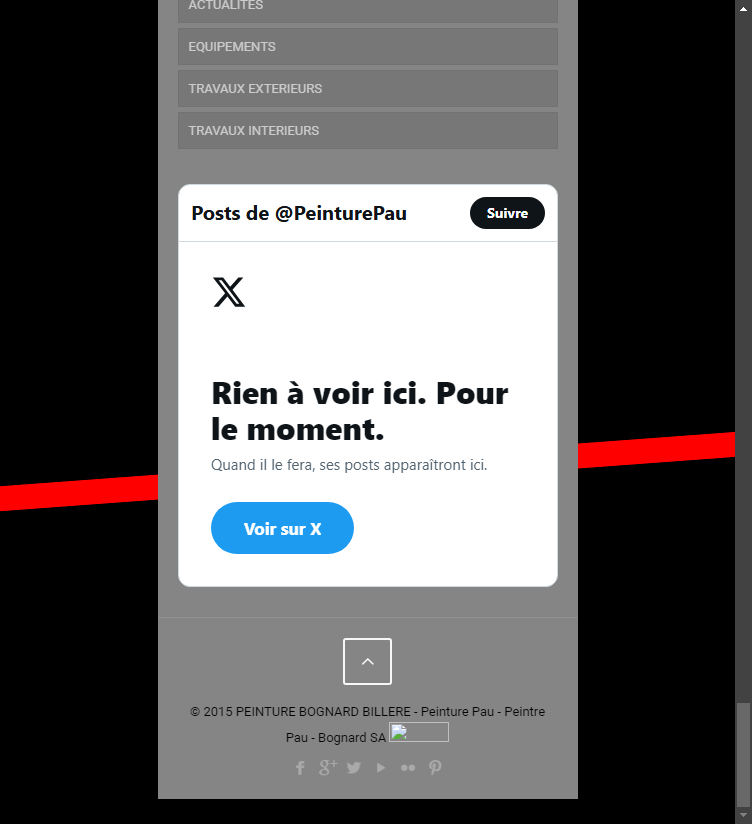 ACTUALITES
EQUIPEMENTS
TRAVAUX EXTERIEURS
TRAVAUX INTERIEURS
Posts de @PeinturePau
Suivre
Rien à voir ici. Pour
le moment.
Quand il le fera, ses posts apparaîtront ici.
Voir sur X
© 2015 PEINTURE BOGNARD BILLERE - Peinture Pau - Peintre
Pau - Bognard SA